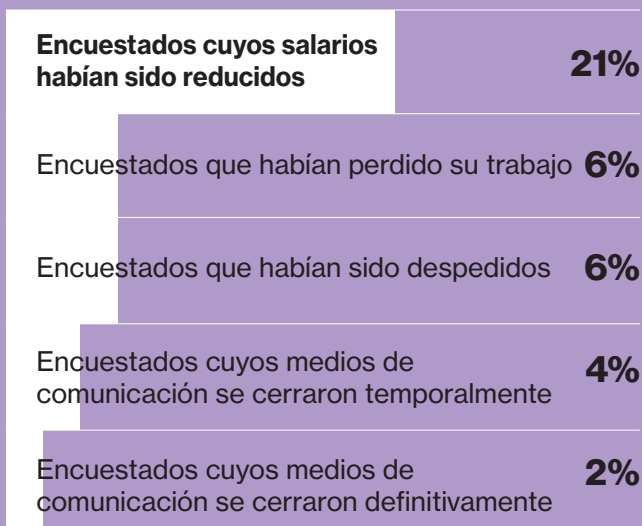 Encuestados cuyos salarios
habían sido reducidos 21%
Encuestados que habían perdido su trabajo 6%
Encuestados que habían sido despedidos 6%
Encuestados cuyos medios de
comunicación se cerraron temporalmente 4%
Encuestados cuyos medios de
comunicación se cerraron definitivamente 2%